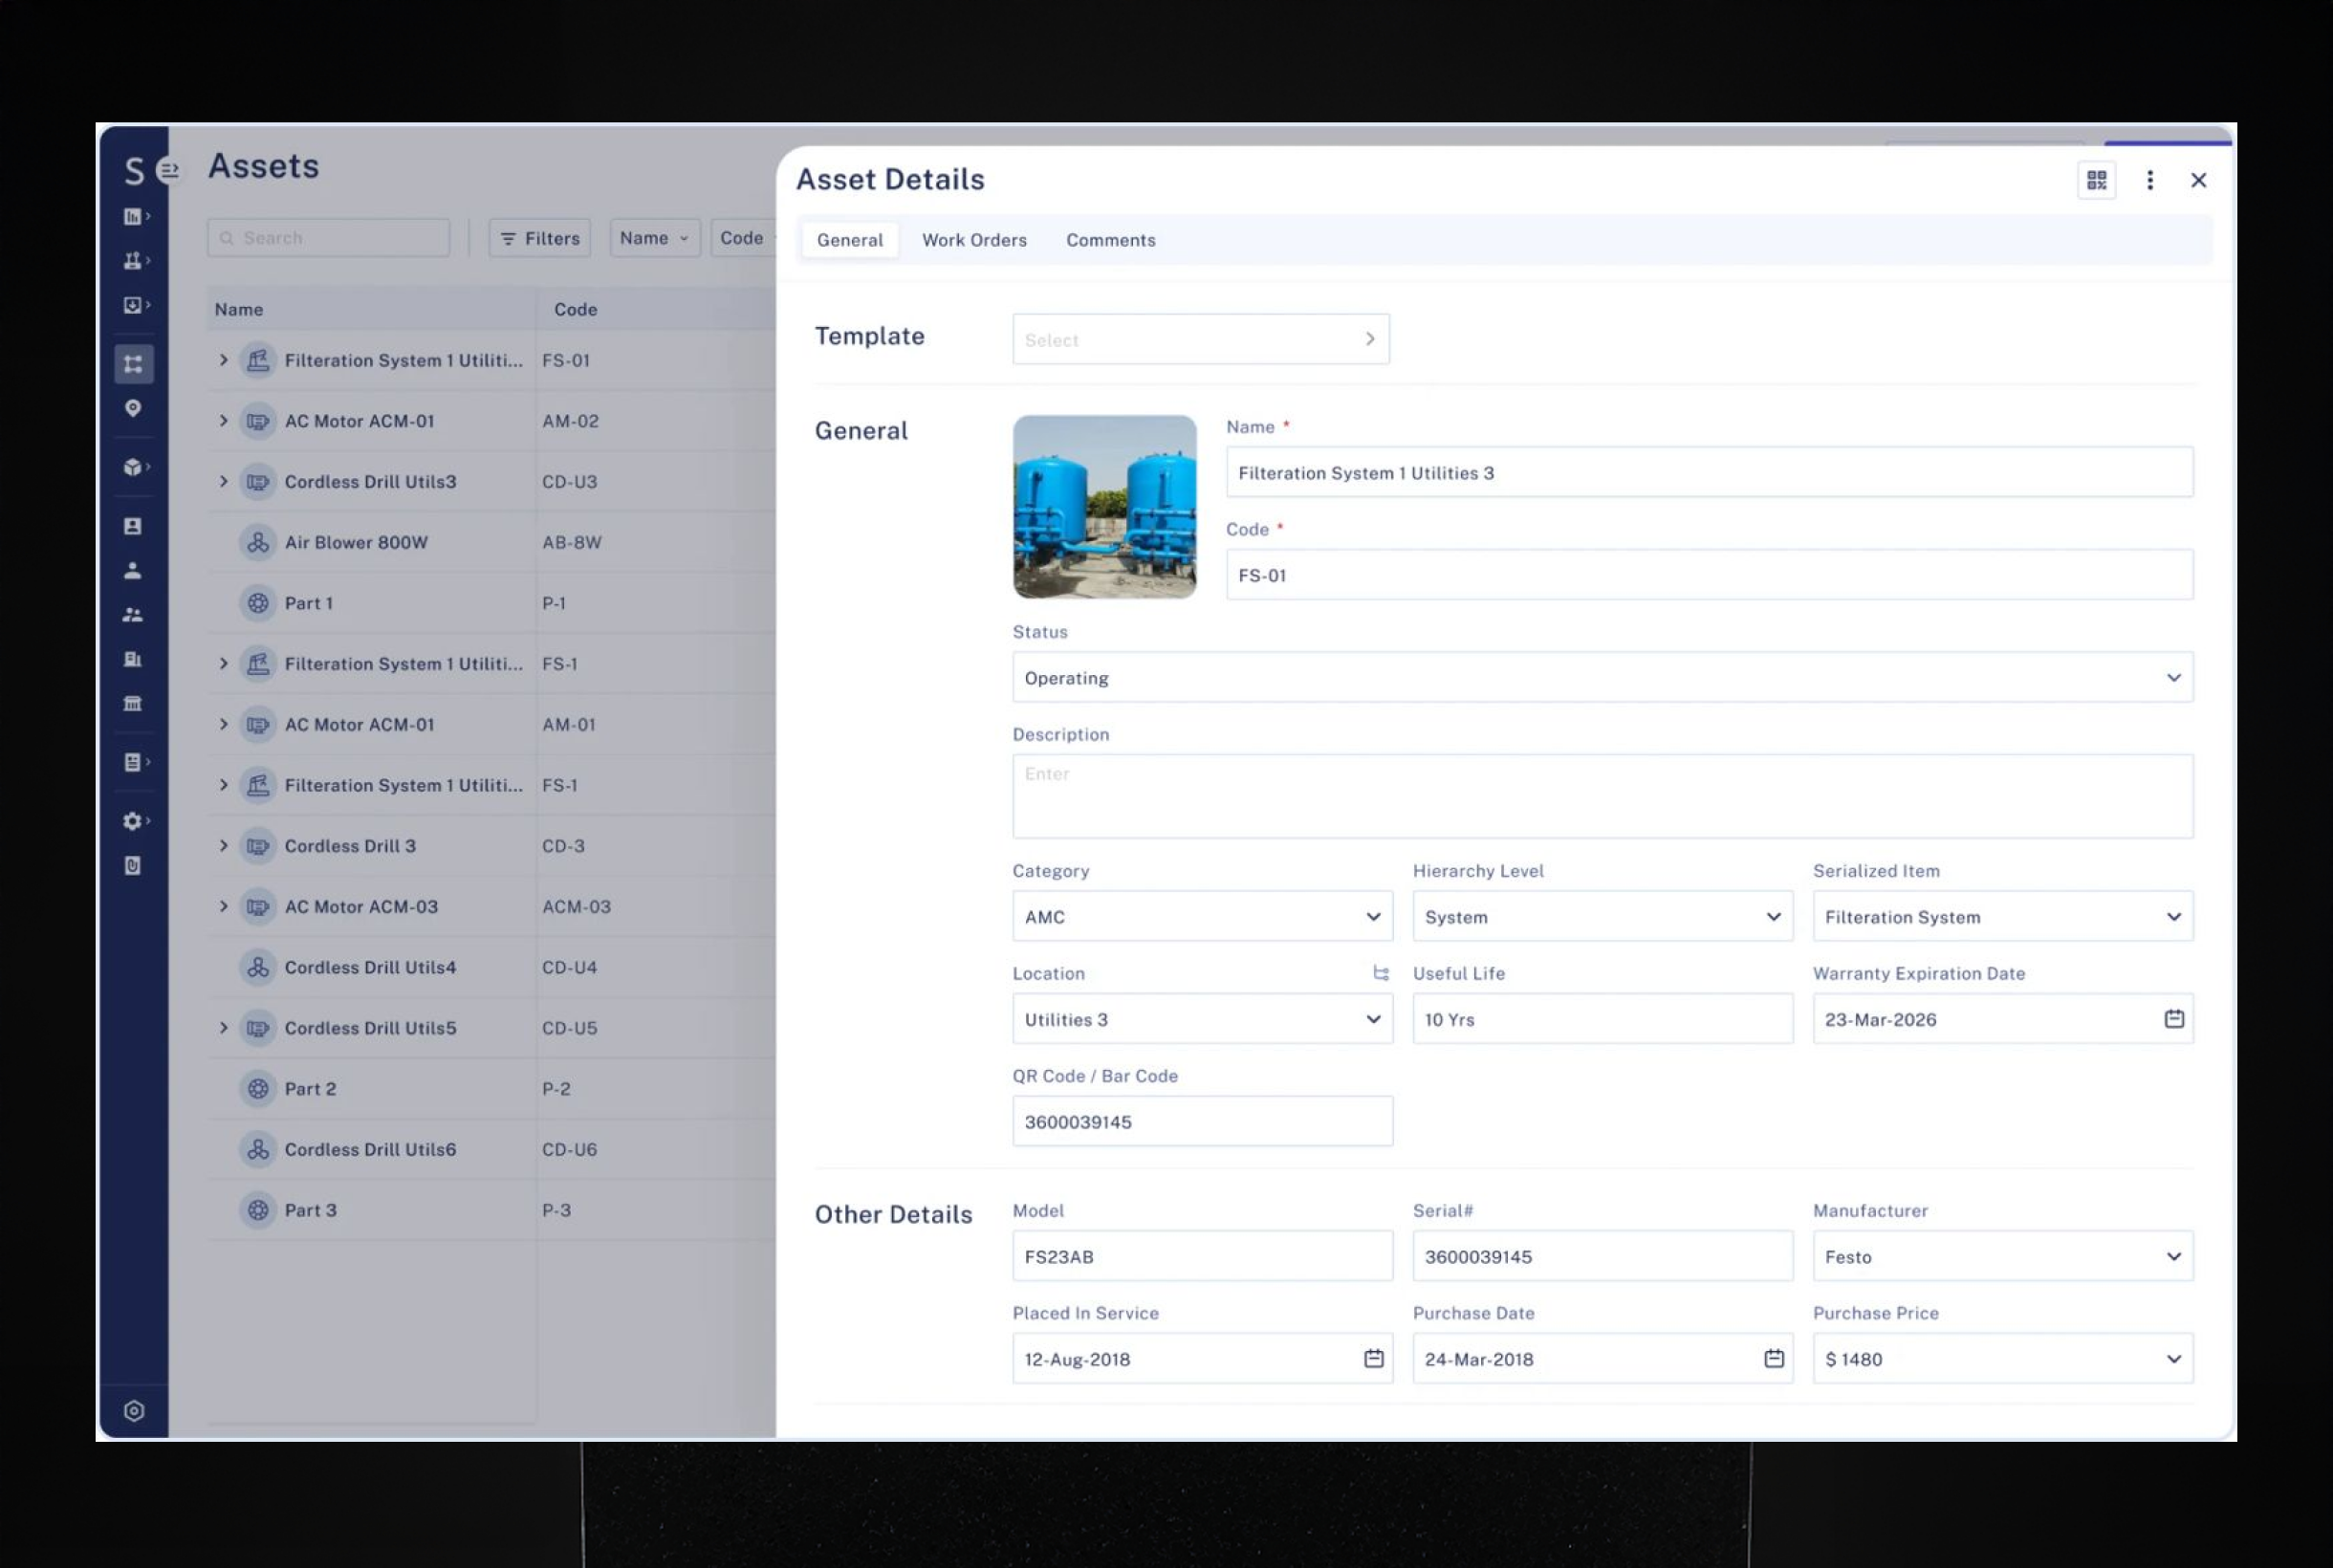 S
Assets
Search
Filters
Name
Code
Name Code
Filteration System 1 Utiliti... FS-01
AC Motor ACM-01 AM-02
Cordless Drill Utils3 CD-U3
Air Blower 800W AB-8W
Part 1 P-1
Filteration System 1 Utiliti... FS-1
AC Motor ACM-01 AM-01
Filteration System 1 Utiliti... FS-1
Cordless Drill 3 CD-3
AC Motor ACM-03 ACM-03
Cordless Drill Utils4 CD-U4
Cordless Drill Utils5 CD-U5
Part 2 P-2
Cordless Drill Utils6 CD-U6
Part 3 P-3
Asset Details
General Work Orders Comments
Template
Select
General
Name *
Filteration System 1 Utilities 3
Code *
FS-01
Status
Operating
Description
Enter
Category Hierarchy Level Serialized Item
AMC System Filteration System
Location Useful Life Warranty Expiration Date
Utilities 3 10 Yrs 23-Mar-2026
QR Code / Bar Code
3600039145
Other Details
Model Serial# Manufacturer
FS23AB 3600039145 Festo
Placed In Service Purchase Date Purchase Price
12-Aug-2018 24-Mar-2018 $ 1480